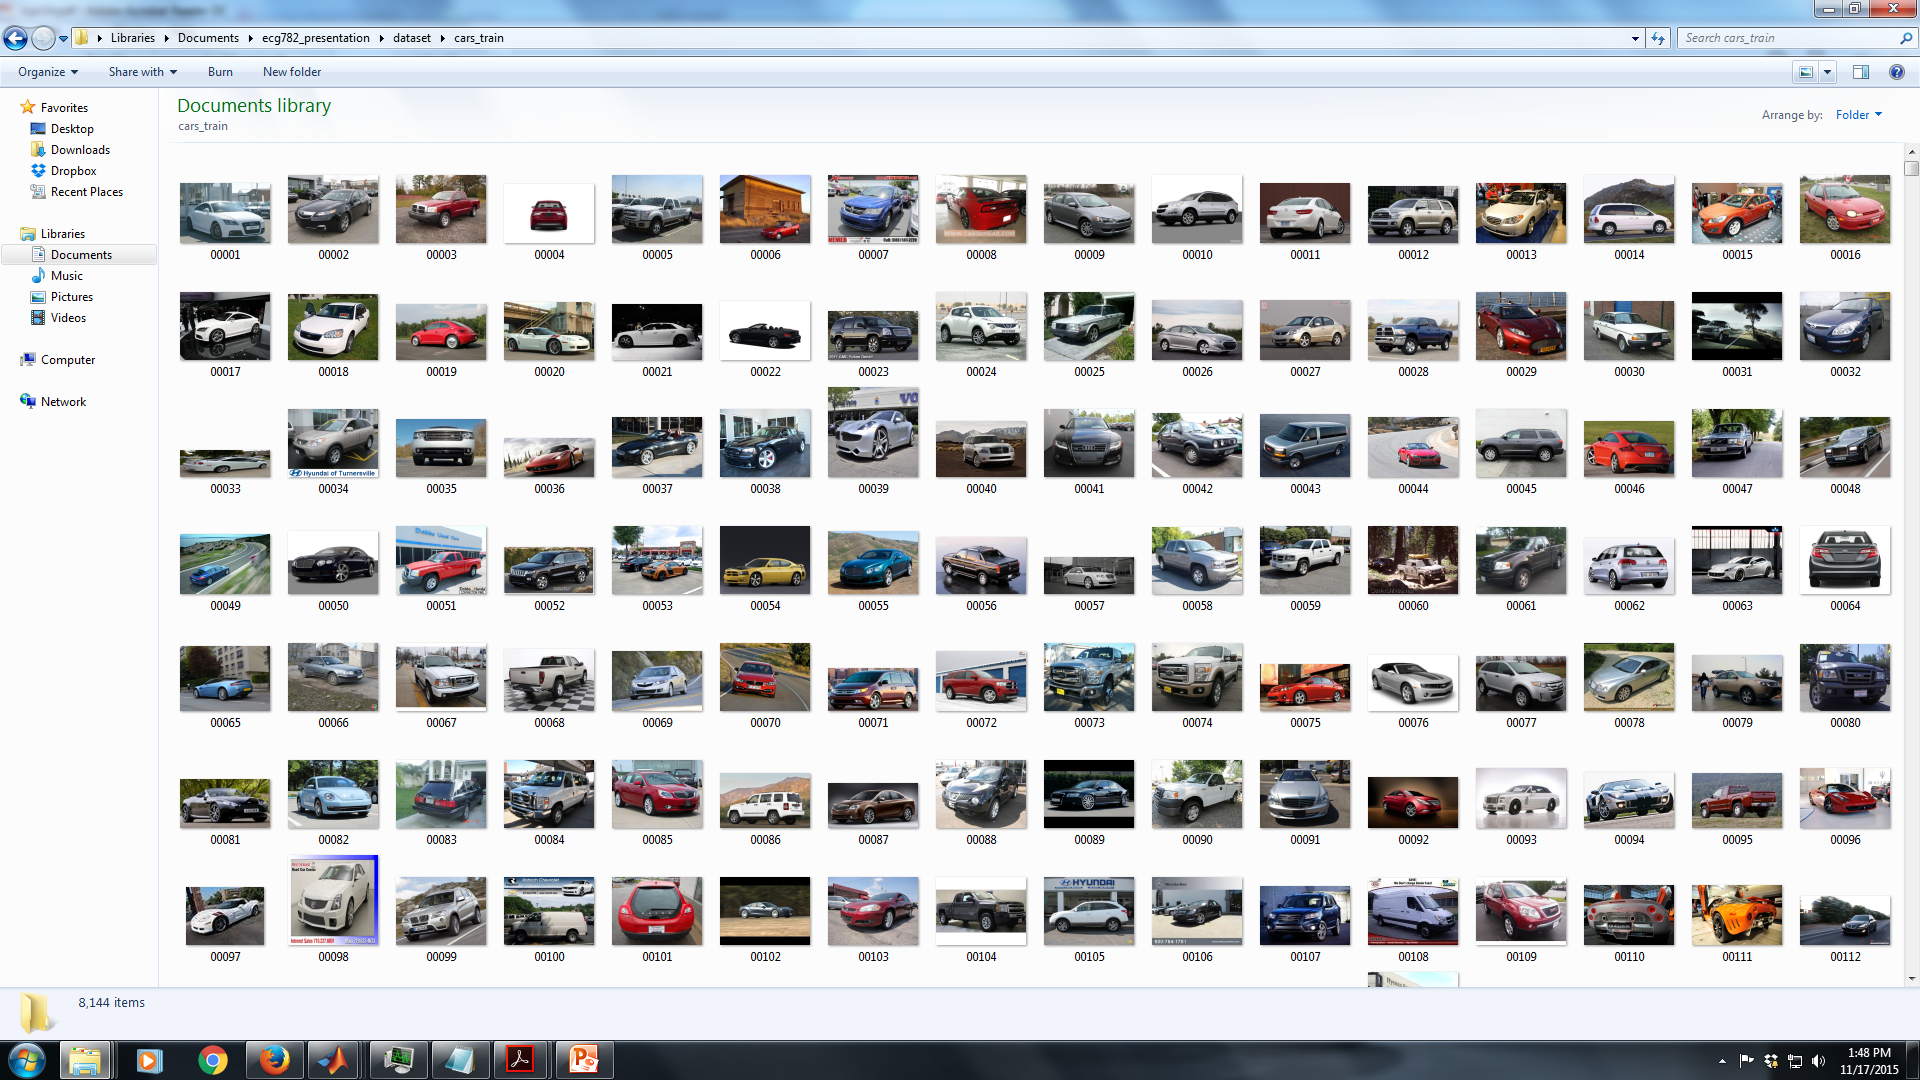 Libraries Documents ecg782_presentation dataset cars_train
Search cars_train
Organize Share with Burn New folder
Favorites
Desktop
Downloads
Dropbox
Recent Places
Libraries
Documents
Music
Pictures
Videos
Computer
Network
Documents library
cars_train
Arrange by: Folder
00001 00002 00003 00004 00005 00006 00007 00008 00009 00010 00011 00012 00013 00014 00015 00016
00017 00018 00019 00020 00021 00022 00023 00024 00025 00026 00027 00028 00029 00030 00031 00032
Hyundai of Turnersville
00033 00034 00035 00036 00037 00038 00039 00040 00041 00042 00043 00044 00045 00046 00047 00048
00049 00050 00051 00052 00053 00054 00055 00056 00057 00058 00059 00060 00061 00062 00063 00064
00065 00066 00067 00068 00069 00070 00071 00072 00073 00074 00075 00076 00077 00078 00079 00080
00081 00082 00083 00084 00085 00086 00087 00088 00089 00090 00091 00092 00093 00094 00095 00096
HYUNDAI
00097 00098 00099 00100 00101 00102 00103 00104 00105 00106 00107 00108 00109 00110 00111 00112
8,144 items
1:48 PM
11/17/2015